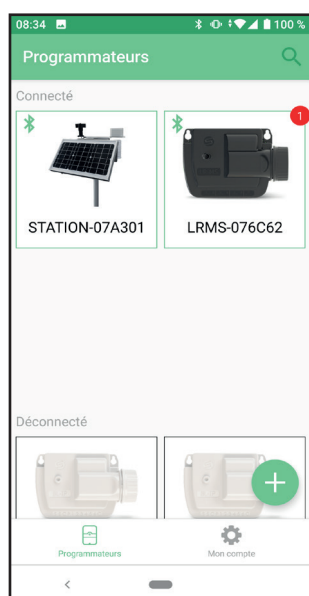 08:34 100 %
Programmateurs
Connecté
1
STATION-07A301 LRMS-076C62
Déconnecté
Programmateurs Mon compte